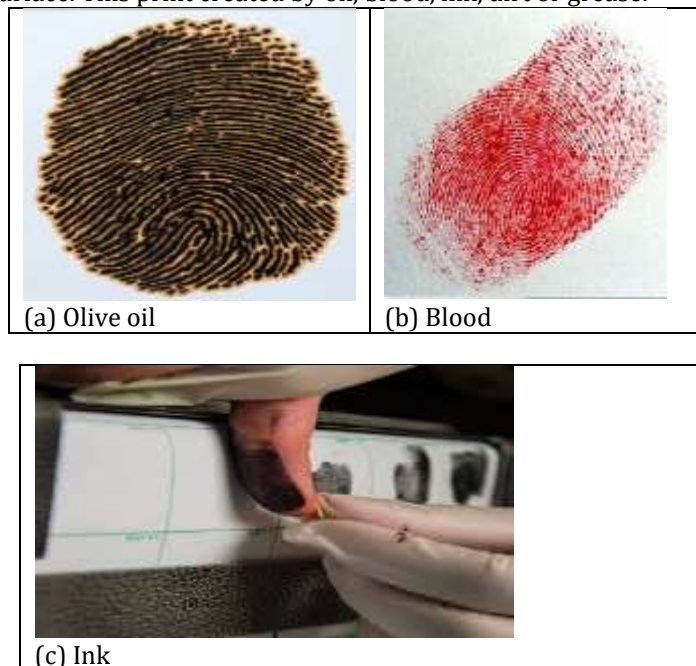 surface. This print created by oil, blood, ink, dirt or grease.
(a) Olive oil
(b) Blood
(c) Ink